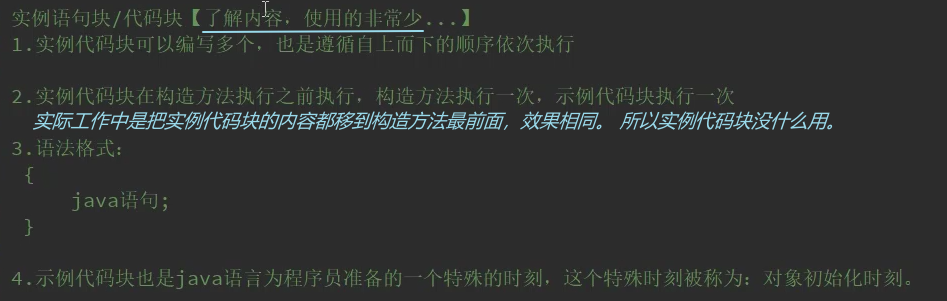 实例语句块/代码块【了解内容，使用的非常少...】
1.实例代码块可以编写多个，也是遵循自上而下的顺序依次执行
2.实例代码块在构造方法执行之前执行，构造方法执行一次，示例代码块执行一次
实际工作中是把实例代码块的内容都移到构造方法最前面，效果相同。 所以实例代码块没什么用。
3.语法格式：
{
java语句;
}
4.示例代码块也是java语言为程序员准备的一个特殊的时刻，这个特殊时刻被称为：对象初始化时刻。